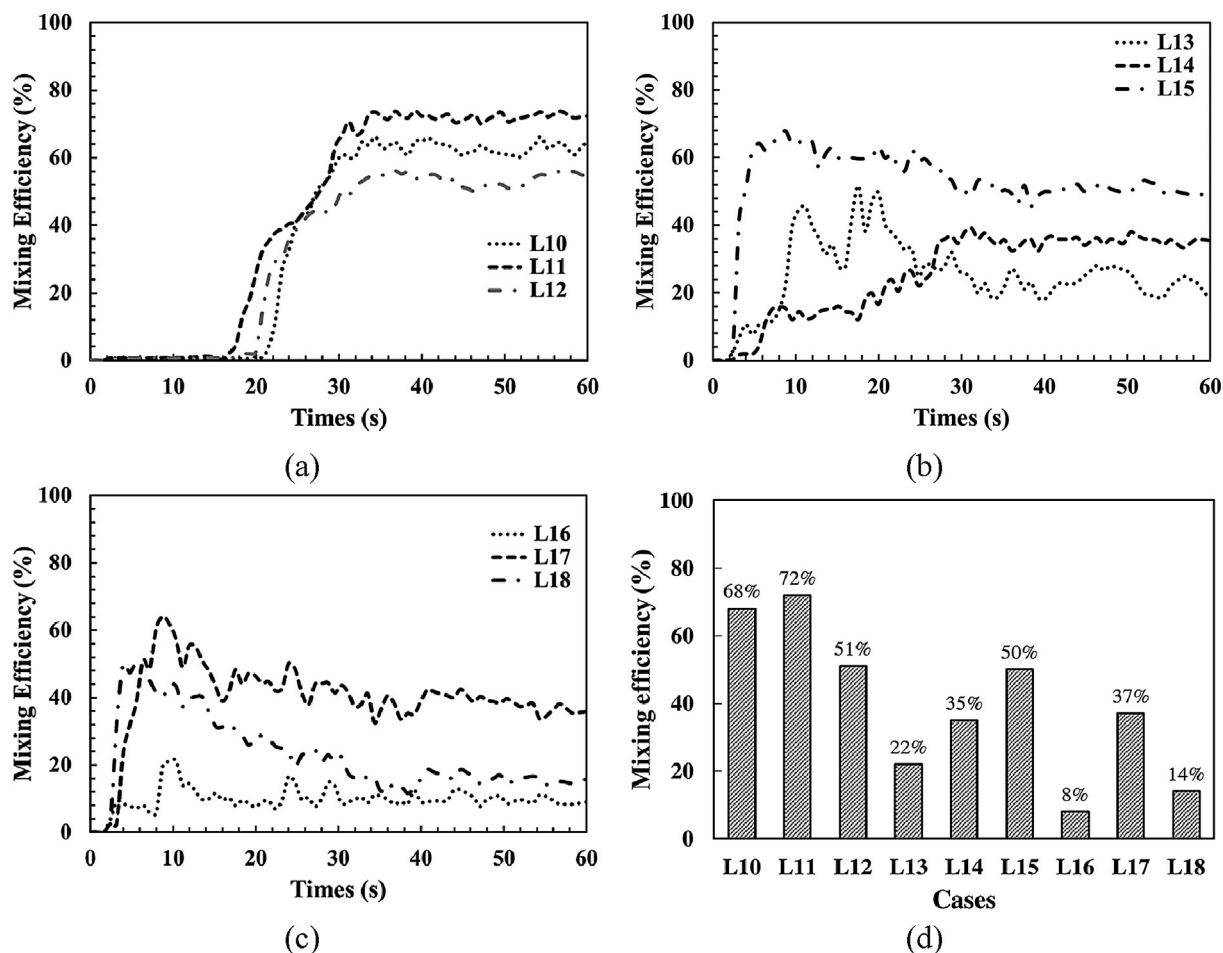 100
80
60
40
20
0
Mixing Efficiency (%)
L10
L11
L12
0 10 20 30 40 50 60
Times (s)
(a)
100
80
60
40
20
0
Mixing Efficiency (%)
L13
L14
L15
0 10 20 30 40 50 60
Times (s)
(b)
100
80
60
40
20
0
Mixing Efficiency (%)
L16
L17
L18
0 10 20 30 40 50 60
Times (s)
(c)
100
80
60
40
20
0
Mixing efficiency (%)
68% 72% 51% 22% 35% 50% 8% 37% 14%
L10 L11 L12 L13 L14 L15 L16 L17 L18
Cases
(d)